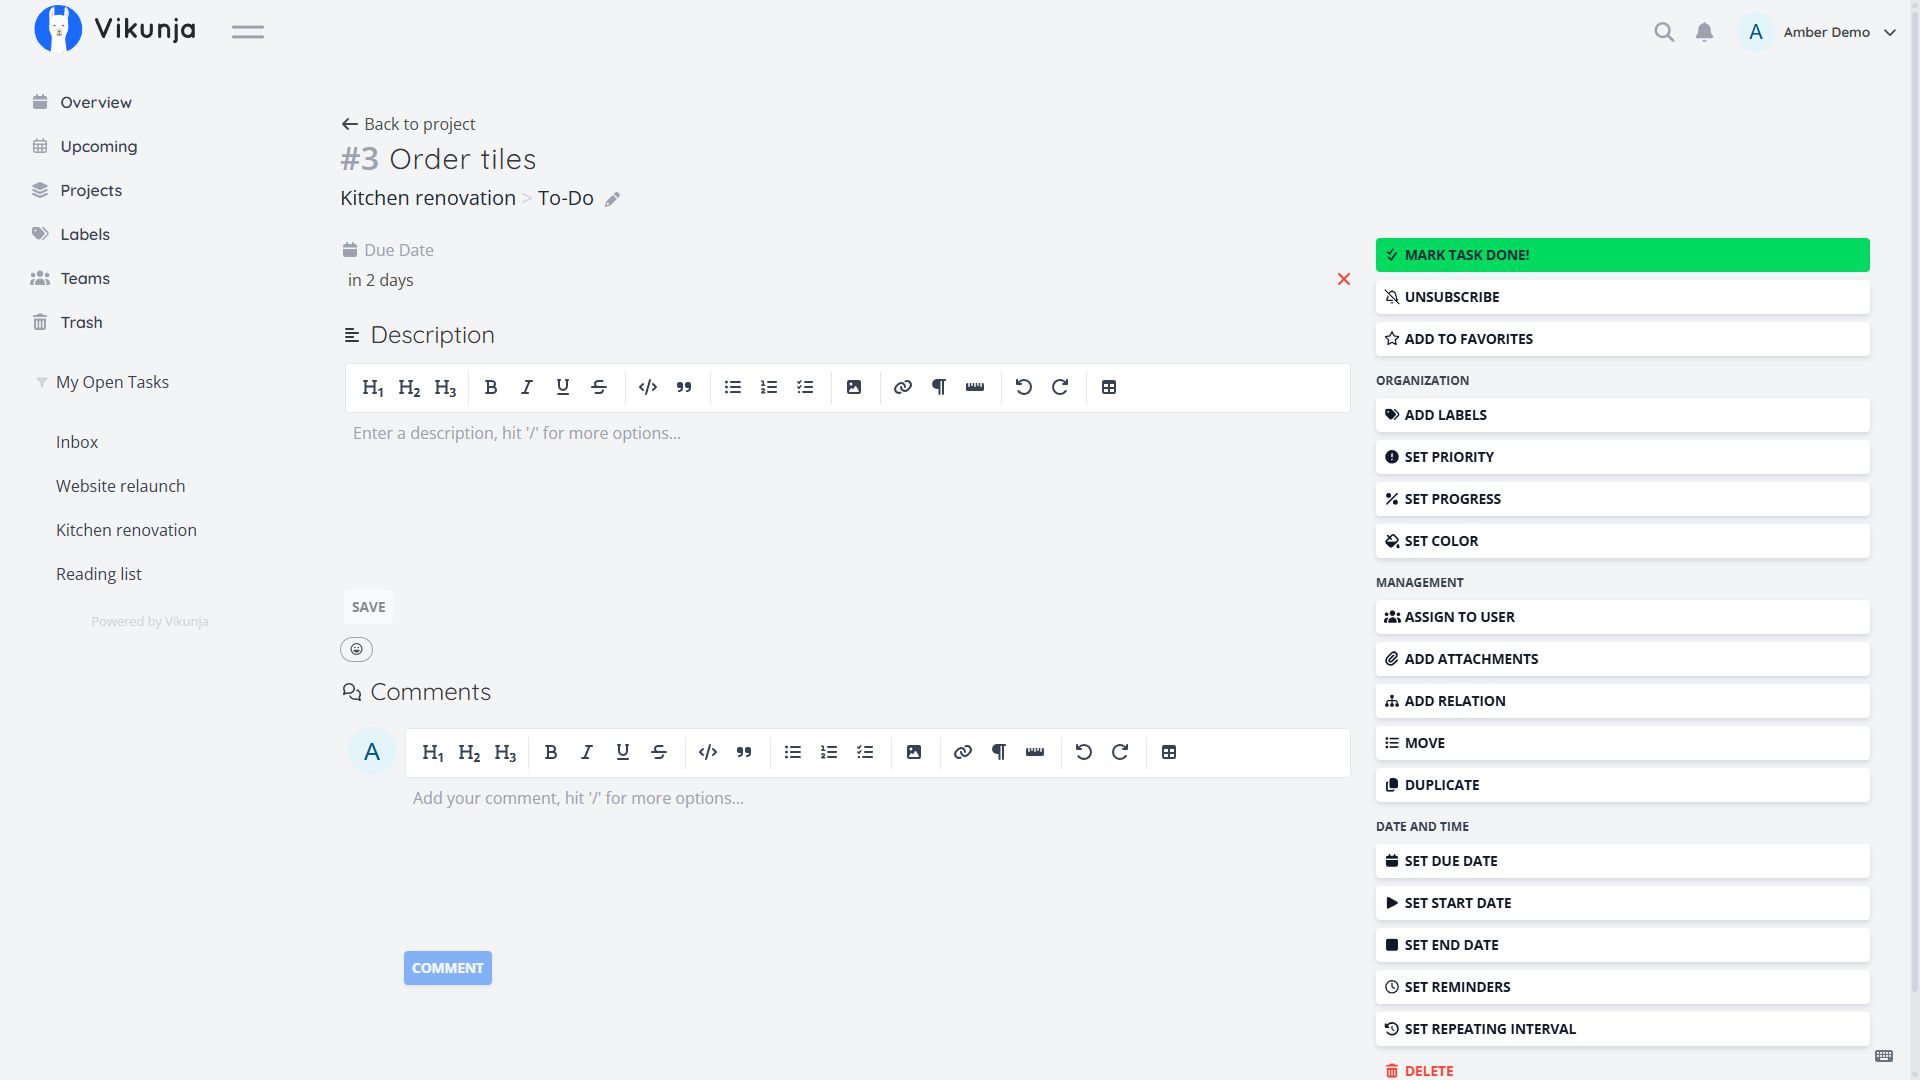 Vikunja
Amber Demo
Overview
Upcoming
Projects
Labels
Teams
Trash
My Open Tasks
Inbox
Website relaunch
Kitchen renovation
Reading list
Powered by Vikunja
Back to project
#3 Order tiles
Kitchen renovation > To-Do
Due Date
in 2 days
Description
H1 H2 H3
Enter a description, hit '/' for more options...
SAVE
Comments
A
H1 H2 H3
Add your comment, hit '/' for more options...
COMMENT
A
MARK TASK DONE!
UNSUBSCRIBE
ADD TO FAVORITES
ORGANIZATION
ADD LABELS
SET PRIORITY
SET PROGRESS
SET COLOR
MANAGEMENT
ASSIGN TO USER
ADD ATTACHMENTS
ADD RELATION
MOVE
DUPLICATE
DATE AND TIME
SET DUE DATE
SET START DATE
SET END DATE
SET REMINDERS
SET REPEATING INTERVAL
DELETE